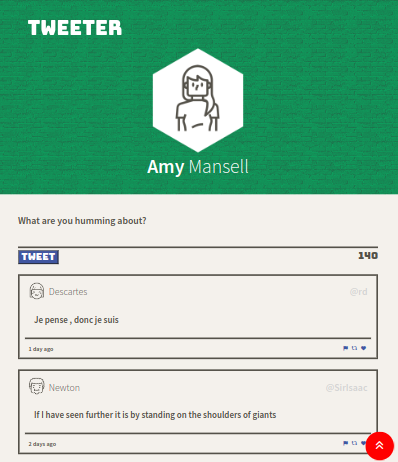 TWEETER
Amy Mansell
What are you humming about?
TWEET 140
Descartes @rd
Je pense , donc je suis
1 day ago
Newton @SirIsaac
If I have seen further it is by standing on the shoulders of giants
2 days ago